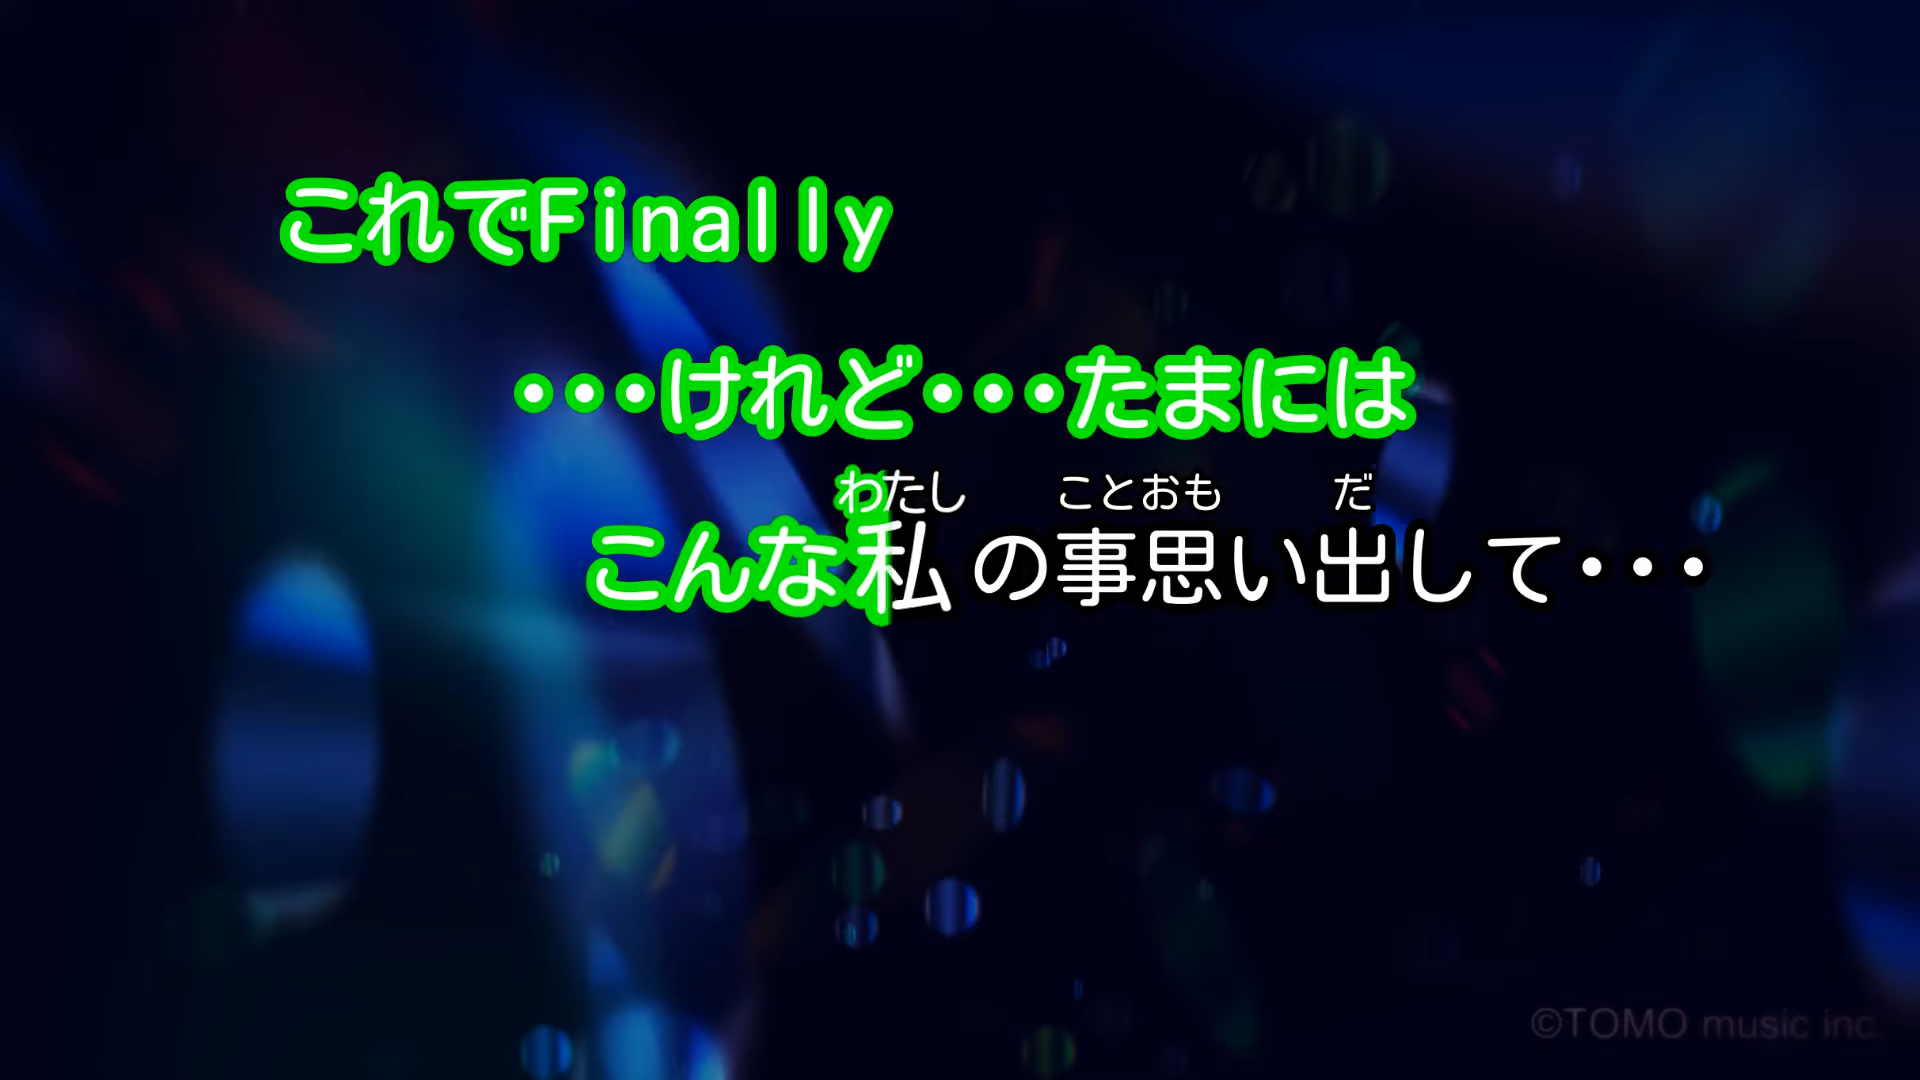 これでFinally
・・・けれど・・・たまには
わたし ことおも だ
こんな私の事思い出して・・・
©TOMO music inc.